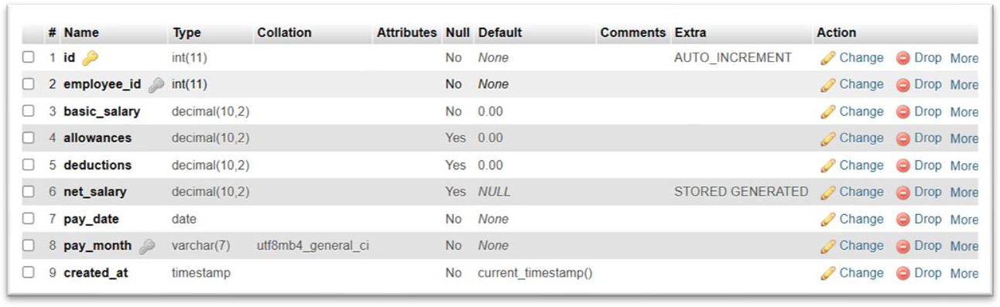 # Name Type Collation Attributes Null Default Comments Extra Action
1 id int(11) No None AUTO_INCREMENT Change Drop More
2 employee_id int(11) No None Change Drop More
3 basic_salary decimal(10,2) No 0.00 Change Drop More
4 allowances decimal(10,2) Yes 0.00 Change Drop More
5 deductions decimal(10,2) Yes 0.00 Change Drop More
6 net_salary decimal(10,2) Yes NULL STORED GENERATED Change Drop More
7 pay_date date No None Change Drop More
8 pay_month varchar(7) utf8mb4_general_ci No None Change Drop More
9 created_at timestamp No current_timestamp() Change Drop More